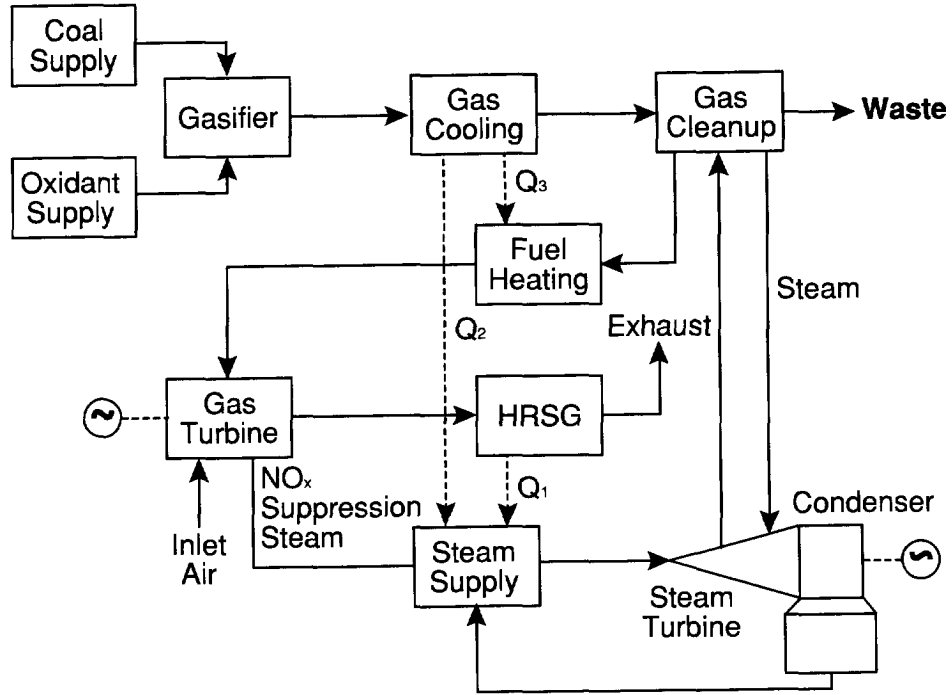 Coal
Supply
Gasifier
Oxidant
Supply
Gas
Cooling
Gas
Cleanup
Waste
Q₃
Fuel
Heating
Steam
Q₂
Exhaust
Gas
Turbine
HRSG
NOₓ
Suppression
Steam
Q₁
Inlet
Air
Steam
Supply
Condenser
Steam
Turbine